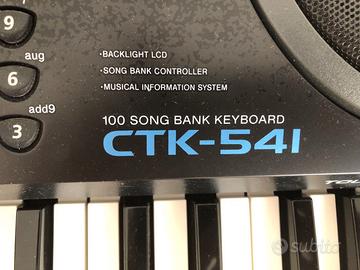 9
aug
6
add9
3
•BACKLIGHT LCD
•SONG BANK CONTROLLER
•MUSICAL INFORMATION SYSTEM
100 SONG BANK KEYBOARD
CTK-541
subito